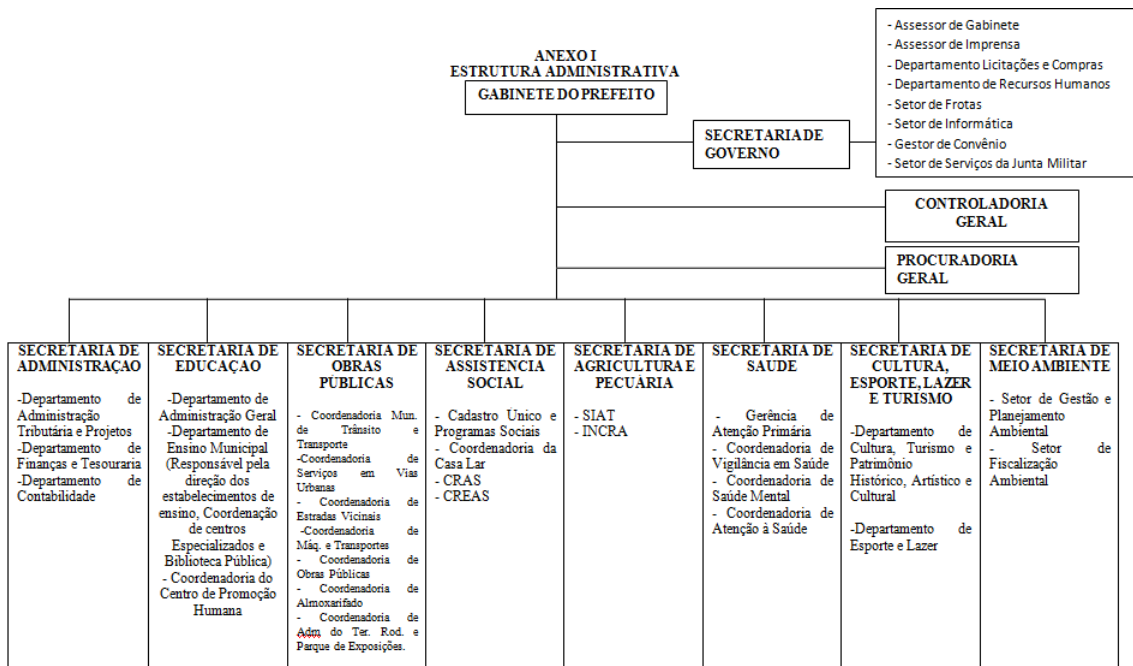 ANEXO I
ESTRUTURA ADMINISTRATIVA
GABINETE DO PREFEITO
- Assessor de Gabinete
- Assessor de Imprensa
- Departamento Licitações e Compras
- Departamento de Recursos Humanos
- Setor de Frotas
- Setor de Informática
- Gestor de Convênio
- Setor de Serviços da Junta Militar
SECRETARIA DE
GOVERNO
CONTROLADORIA
GERAL
PROCURADORIA
GERAL
SECRETARIA DE
ADMINISTRAÇAO
-Departamento de
Administração
Tributária e Projetos
-Departamento de
Finanças e Tesouraria
-Departamento de
Contabilidade
SECRETARIA DE
EDUCAÇAO
-Departamento de
Administração Geral
-Departamento de
Ensino Municipal
(Responsável pela
direção dos
estabelecimentos de
ensino, Coordenação
de centros
Especializados e
Biblioteca Pública)
- Coordenadoria do
Centro de Promoção
Humana
SECRETARIA DE
OBRAS
PÚBLICAS
- Coordenadoria Mun.
de Trânsito e
Transporte
-Coordenadoria de
Serviços em Vias
Urbanas
- Coordenadoria de
Estradas Vicinais
-Coordenadoria de
Máq. e Transportes
- Coordenadoria de
Obras Públicas
- Coordenadoria de
Almoxarifado
- Coordenadoria de
Adm do Ter. Rod. e
Parque de Exposições.
SECRETARIA DE
ASSISTENCIA
SOCIAL
- Cadastro Único e
Programas Sociais
- Coordenadoria da
Casa Lar
- CRAS
- CREAS
SECRETARIA DE
AGRICULTURA E
PECUÁRIA
- SIAT
- INCRA
SECRETARIA DE
SAUDE
- Gerência de
Atenção Primária
- Coordenadoria de
Vigilância em Saúde
- Coordenadoria de
Saúde Mental
- Coordenadoria de
Atenção à Saúde
SECRETARIA DE
CULTURA,
ESPORTE, LAZER
E TURISMO
-Departamento de
Cultura, Turismo e
Patrimônio
Histórico, Artístico e
Cultural
-Departamento de
Esporte e Lazer
SECRETARIA DE
MEIO AMBIENTE
- Setor de Gestão e
Planejamento
Ambiental
- Setor de
Fiscalização
Ambiental